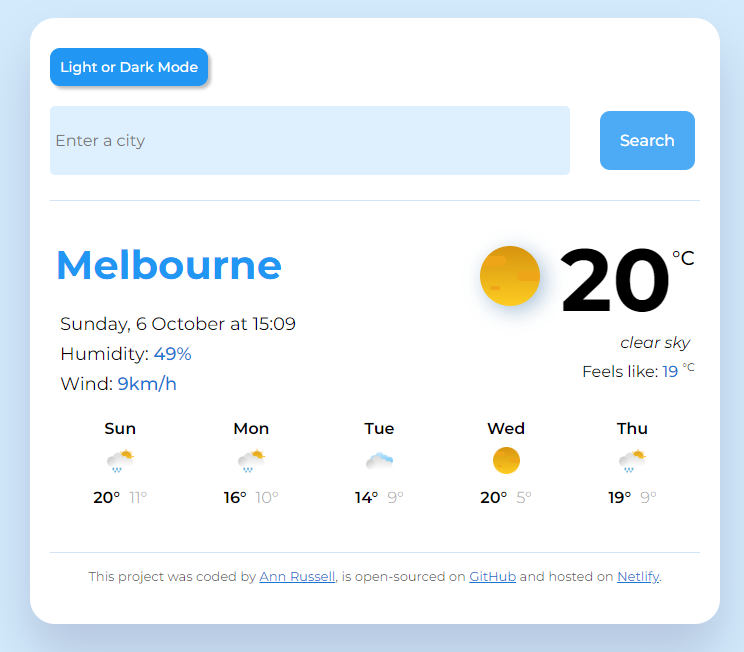 Light or Dark Mode
Enter a city
Search
Melbourne
20 °C
Sunday, 6 October at 15:09
clear sky
Humidity: 49%
Feels like: 19 °C
Wind: 9km/h
Sun Mon Tue Wed Thu
20° 11° 16° 10° 14° 9° 20° 5° 19° 9°
This project was coded by Ann Russell, is open-sourced on GitHub and hosted on Netlify.